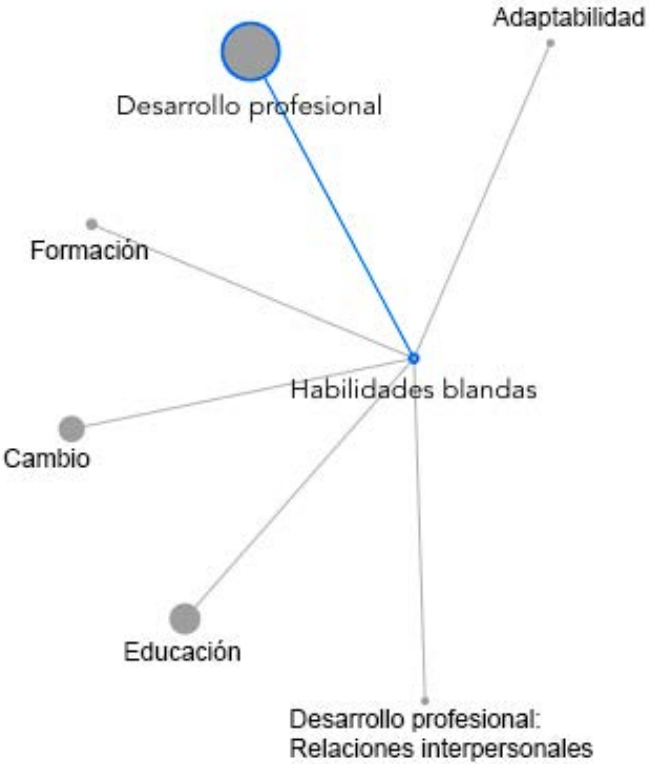 Adaptabilidad
Desarrollo profesional
Formación
Habilidades blandas
Cambio
Educación
Desarrollo profesional:
Relaciones interpersonales